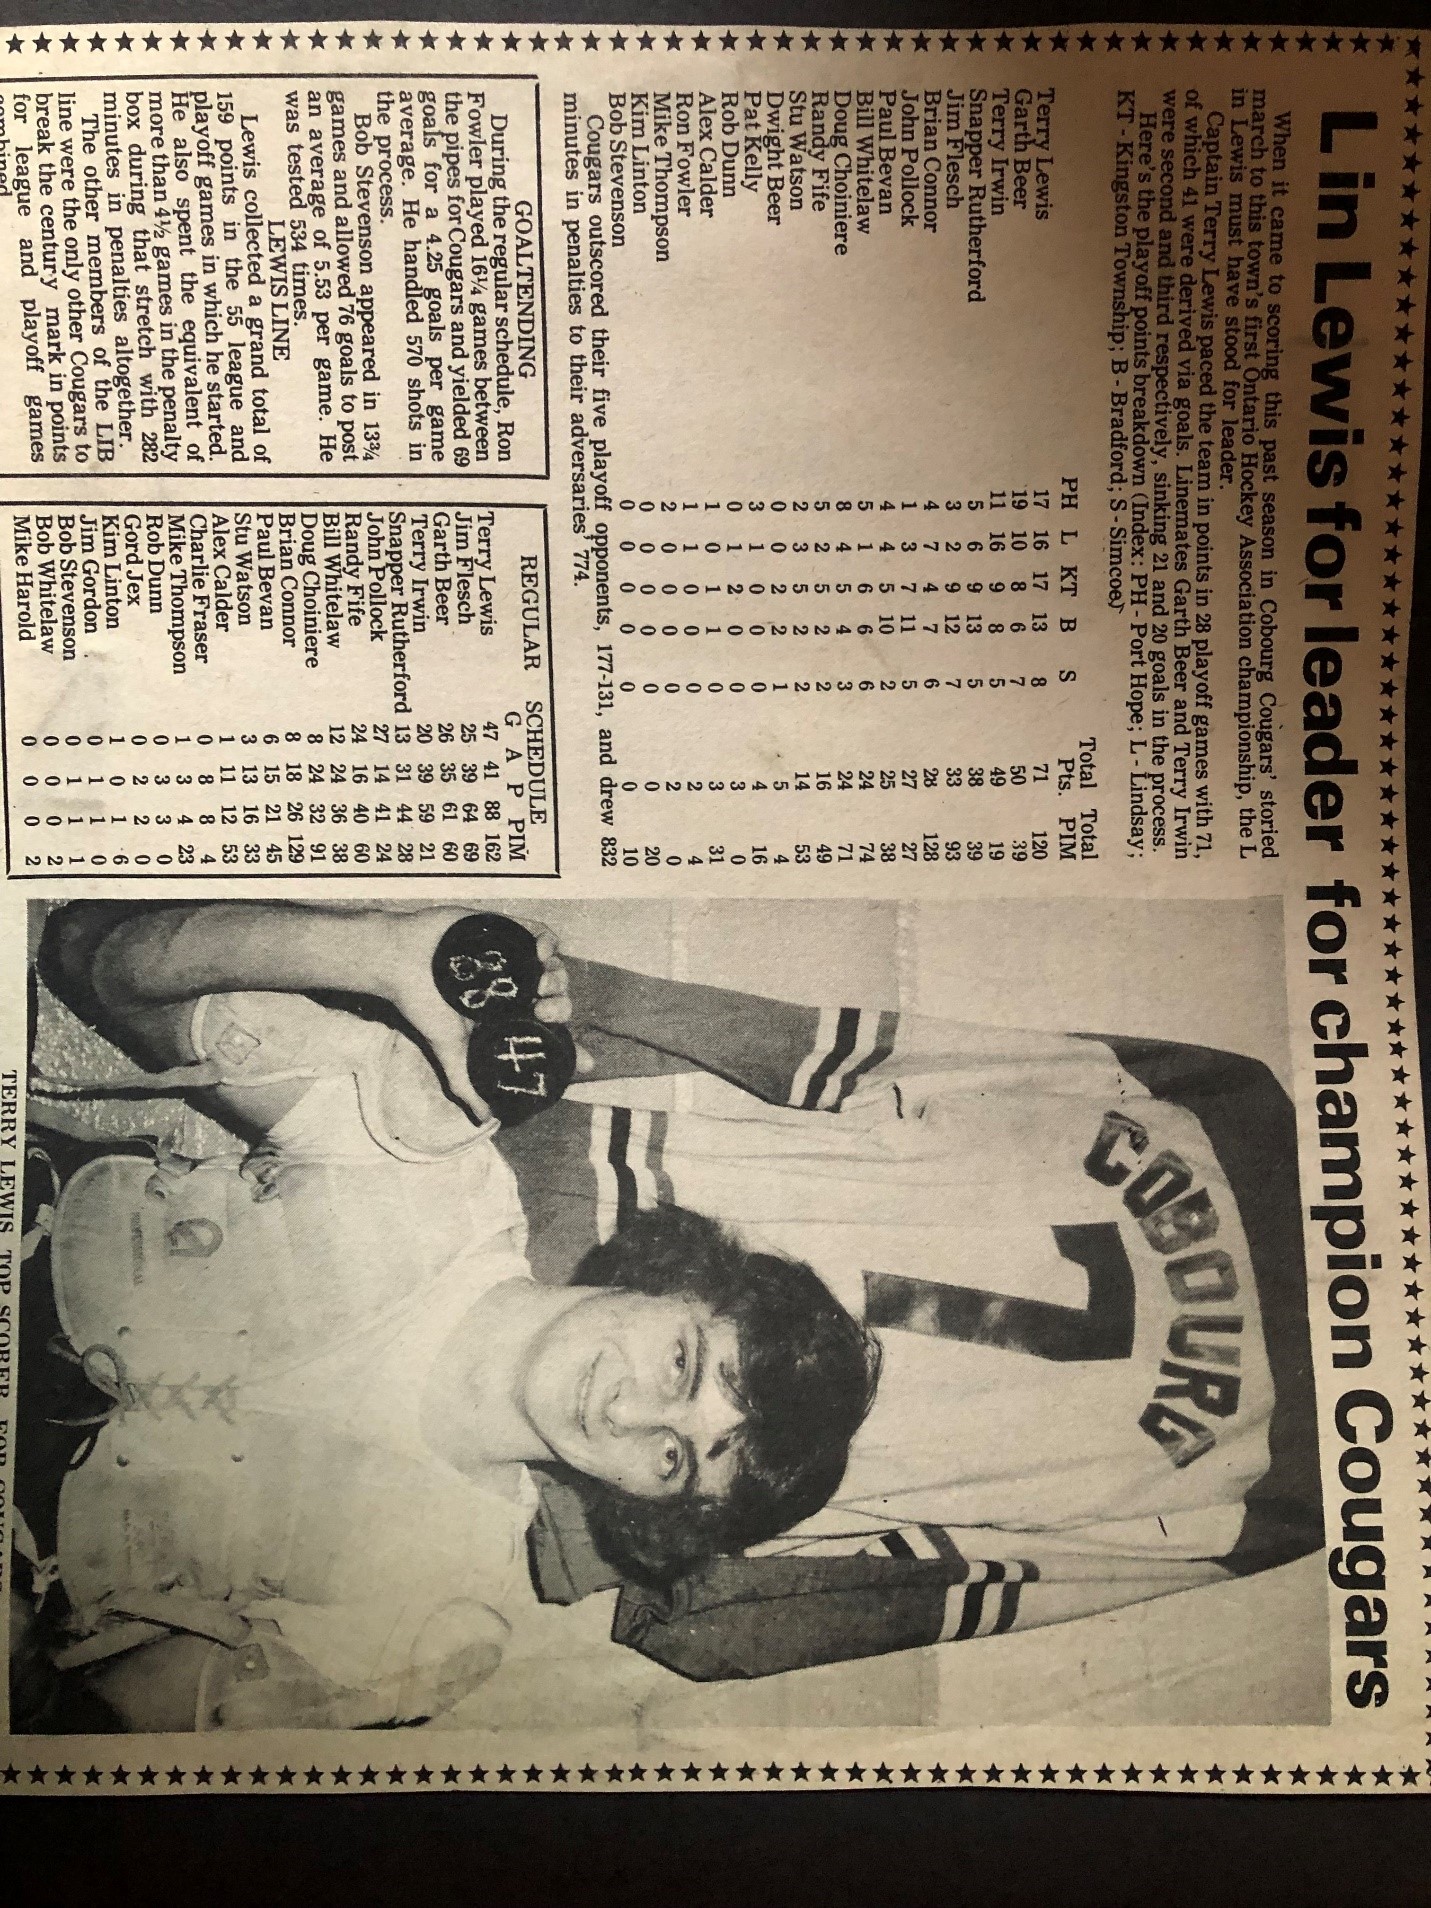 L in Lewis for leader for champion Cougars
When it came to scoring this past season in Cobourg Cougars' storied
march to this town's first Ontario Hockey Association championship, the L
in Lewis must have stood for leader.
Captain Terry Lewis paced the team in points in 28 playoff games with 71,
of which 41 were derived via goals. Linemates Garth Beer and Terry Irwin
were second and third respectively, sinking 21 and 20 goals in the process.
Here's the playoff points breakdown (Index: PH - Port Hope; L - Lindsay;
KT - Kingston Township; B - Bradford; S - Simcoe)
Total Total
PH L KT B S Pts. PIM
Terry Lewis 17 16 17 13 8 71 120
Garth Beer 19 10 8 6 7 50 39
Terry Irwin 11 16 9 8 5 49 19
Snapper Rutherford 5 6 9 13 5 38 39
Jim Flesch 3 2 9 12 7 33 93
Brian Connor 4 7 4 7 6 28 128
John Pollock 1 3 7 11 5 27 27
Paul Bevan 4 4 5 10 2 25 38
Bill Whitelaw 5 1 6 6 6 24 74
Doug Choiniere 8 4 5 4 3 24 71
Randy Fife 5 2 5 2 2 16 49
Stu Watson 2 3 5 2 2 14 53
Dwight Beer 0 0 2 2 1 5 4
Pat Kelly 3 1 0 0 0 4 16
Rob Dunn 0 1 2 0 0 3 0
Alex Calder 1 0 1 1 0 3 31
Ron Fowler 1 1 0 0 0 2 4
Mike Thompson 2 0 0 0 0 2 0
Kim Linton 0 0 0 0 0 0 20
Bob Stevenson 0 0 0 0 0 0 10
Cougars outscored their five playoff opponents, 177-131, and drew 832
minutes in penalties to their adversaries' 774.
GOALTENDING
During the regular schedule, Ron
Fowler played 16¼ games between
the pipes for Cougars and yielded 69
goals for a 4.25 goals per game
average. He handled 570 shots in
the process.
Bob Stevenson appeared in 13¾
games and allowed 76 goals to post
an average of 5.53 per game. He
was tested 534 times.
LEWIS LINE
Lewis collected a grand total of
159 points in the 55 league and
playoff games in which he started.
He also spent the equivalent of
more than 4½ games in the penalty
box during that stretch with 282
minutes in penalties altogether.
The other members of the LIB
line were the only other Cougars to
break the century mark in points
for league and playoff games
combined
REGULAR SCHEDULE
G A P PIM
Terry Lewis 47 41 88 162
Jim Flesch 25 39 64 69
Garth Beer 26 35 61 60
Terry Irwin 20 39 59 21
Snapper Rutherford 13 31 44 28
John Pollock 27 14 41 24
Randy Fife 24 16 40 60
Bill Whitelaw 12 24 36 38
Doug Choiniere 8 24 32 91
Brian Connor 8 18 26 129
Paul Bevan 6 15 21 45
Stu Watson 3 13 16 33
Alex Calder 1 11 12 53
Charlie Fraser 0 8 8 4
Mike Thompson 1 3 4 23
Rob Dunn 0 3 3 0
Gord Jex 0 2 2 0
Kim Linton 1 0 1 6
Jim Gordon 0 1 1 0
Bob Stevenson 0 1 1 1
Bob Whitelaw 0 0 0 2
Mike Harold 0 0 0 2
COBOURG
7
88
47
TERRY LEWIS TOP SCORER FOR COUGARS